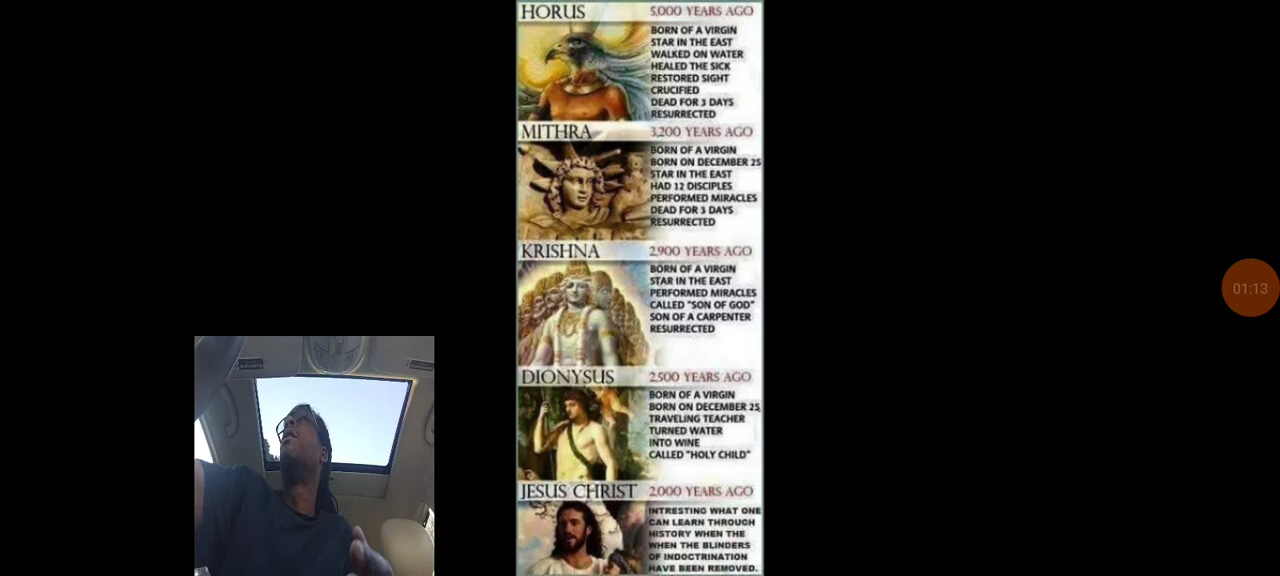 HORUS 5,000 YEARS AGO
BORN OF A VIRGIN
STAR IN THE EAST
WALKED ON WATER
HEALED THE SICK
RESTORED SIGHT
CRUCIFIED
DEAD FOR 3 DAYS
RESURRECTED
MITHRA 3,200 YEARS AGO
BORN OF A VIRGIN
BORN ON DECEMBER 25
STAR IN THE EAST
HAD 12 DISCIPLES
PERFORMED MIRACLES
DEAD FOR 3 DAYS
RESURRECTED
KRISHNA 2,900 YEARS AGO
BORN OF A VIRGIN
STAR IN THE EAST
PERFORMED MIRACLES
CALLED "SON OF GOD"
SON OF A CARPENTER
RESURRECTED
DIONYSUS 2,500 YEARS AGO
BORN OF A VIRGIN
BORN ON DECEMBER 25,
TRAVELING TEACHER
TURNED WATER
INTO WINE
CALLED "HOLY CHILD"
JESUS CHRIST 2,000 YEARS AGO
INTRESTING WHAT ONE
CAN LEARN THROUGH
HISTORY WHEN THE
WHEN THE BLINDERS
OF INDOCTRINATION
HAVE BEEN REMOVED.
01:13